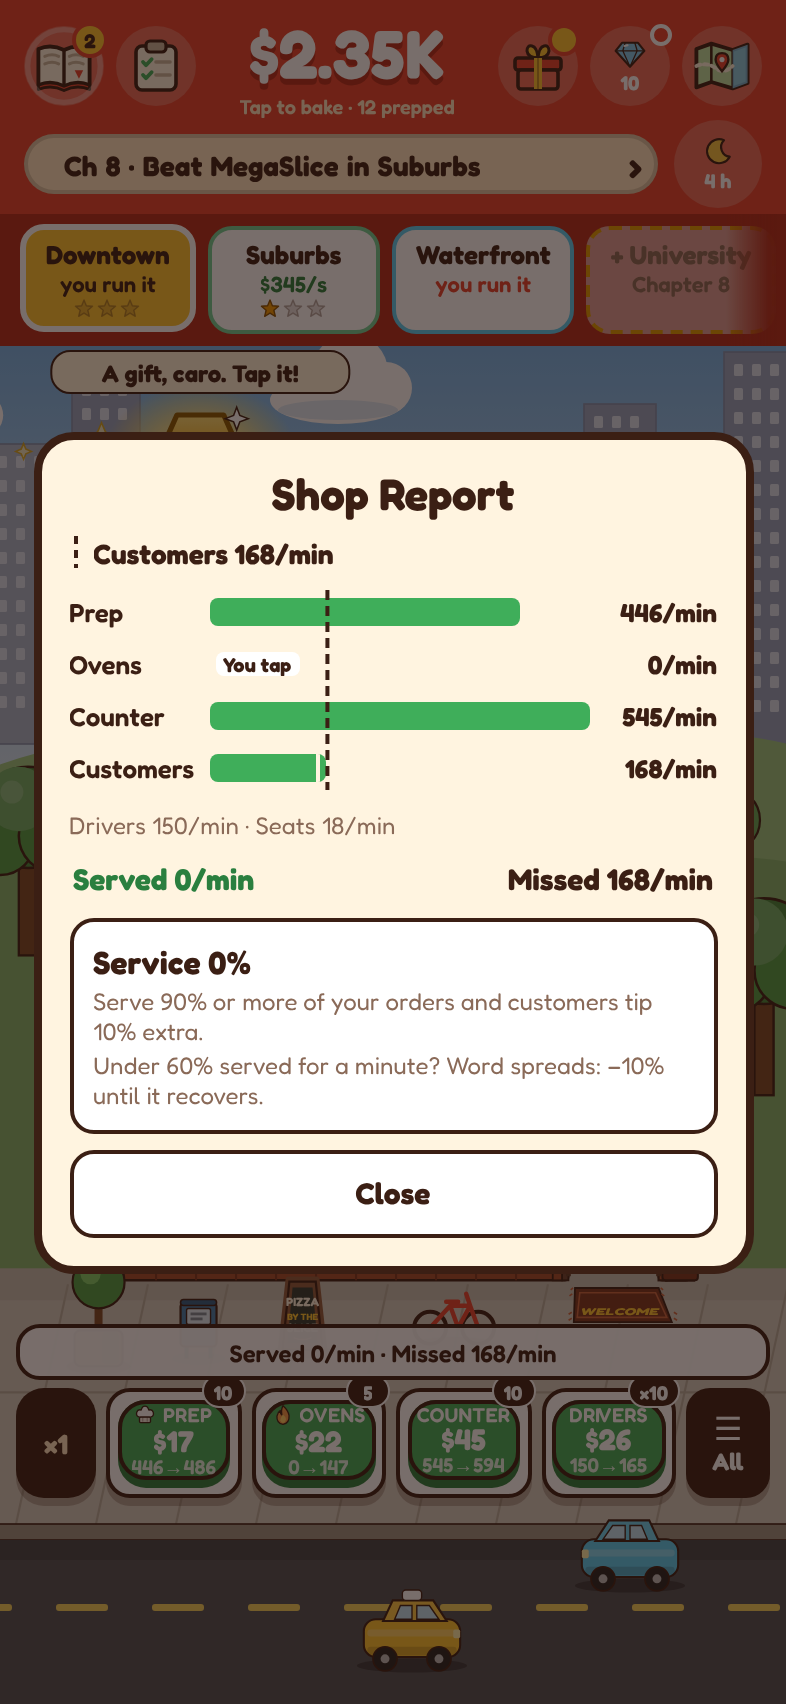 2
$2.35K
10
Tap to bake · 12 prepped
Ch 8 · Beat MegaSlice in Suburbs
4 h
Downtown
you run it
Suburbs
$345/s
Waterfront
you run it
+ University
Chapter 8
A gift, caro. Tap it!
Shop Report
Customers 168/min
Prep 446/min
Ovens You tap 0/min
Counter 545/min
Customers 168/min
Drivers 150/min · Seats 18/min
Served 0/min Missed 168/min
Service 0%
Serve 90% or more of your orders and customers tip
10% extra.
Under 60% served for a minute? Word spreads: −10%
until it recovers.
Close
PIZZA
BY THE
WELCOME
Served 0/min · Missed 168/min
x1
10
PREP
$17
446→486
5
OVENS
$22
0→147
10
COUNTER
$45
545→594
x10
DRIVERS
$26
150→165
All